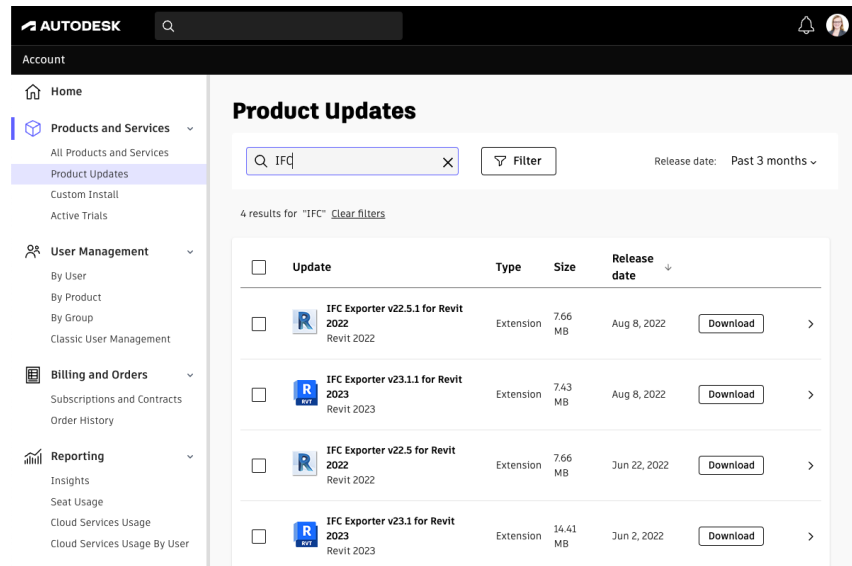 AUTODESK
Account
Home
Products and Services
All Products and Services
Product Updates
Custom Install
Active Trials
User Management
By User
By Product
By Group
Classic User Management
Billing and Orders
Subscriptions and Contracts
Order History
Reporting
Insights
Seat Usage
Cloud Services Usage
Cloud Services Usage By User
Product Updates
IFC
Filter
Release date: Past 3 months
4 results for "IFC" Clear filters
Update Type Size Release
date
IFC Exporter v22.5.1 for Revit
2022
Revit 2022
Extension
7.66
MB
Aug 8, 2022
Download
R
RVT
IFC Exporter v23.1.1 for Revit
2023
Revit 2023
Extension
7.43
MB
Aug 8, 2022
Download
IFC Exporter v22.5 for Revit
2022
Revit 2022
Extension
7.66
MB
Jun 22, 2022
Download
R
RVT
IFC Exporter v23.1 for Revit
2023
Revit 2023
Extension
14.41
MB
Jun 2, 2022
Download